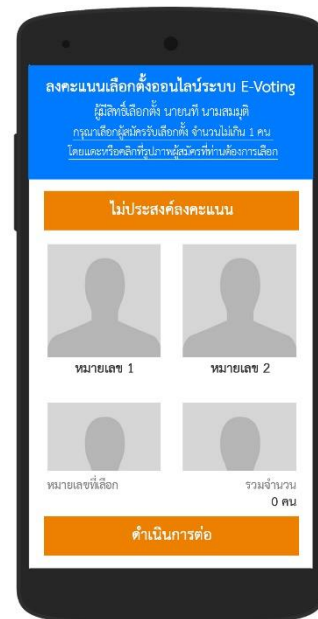 ลงคะแนนเลือกตั้งออนไลน์ระบบ E-Voting
ผู้มีสิทธิ์เลือกตั้ง นายนที นามสมมุติ
กรุณาเลือกผู้สมัครรับเลือกตั้ง จำนวนไม่เกิน 1 คน
โดยแตะหรือคลิกที่รูปภาพผู้สมัครที่ท่านต้องการเลือก
ไม่ประสงค์ลงคะแนน
หมายเลข 1 หมายเลข 2
หมายเลขที่เลือก รวมจำนวน
0 คน
ดำเนินการต่อ